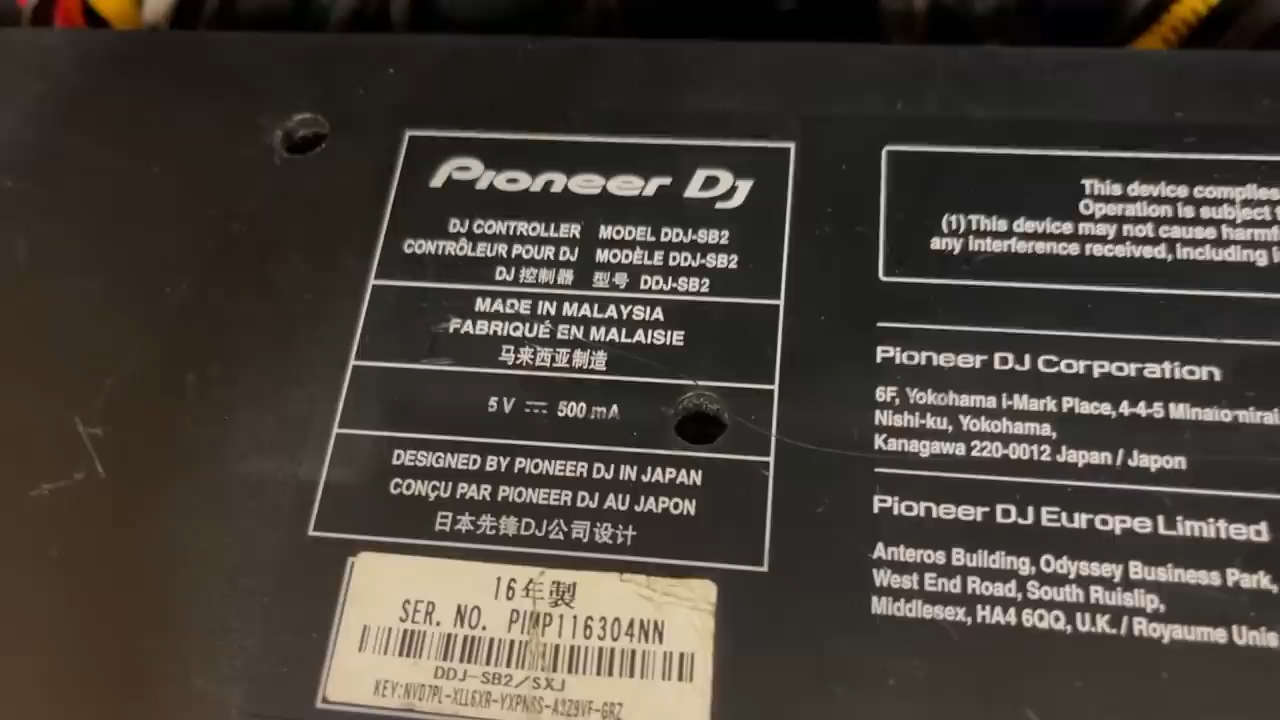 Pioneer DJ
DJ CONTROLLER MODEL DDJ-SB2
CONTRÔLEUR POUR DJ MODÈLE DDJ-SB2
DJ 控制器 型号 DDJ-SB2
MADE IN MALAYSIA
FABRIQUÉ EN MALAISIE
马来西亚制造
5 V ⎓ 500 mA
DESIGNED BY PIONEER DJ IN JAPAN
CONÇU PAR PIONEER DJ AU JAPON
日本先锋DJ公司设计
16年製
SER. NO. 116304NN
DDJ-SB2/SXJ
This device complies
Operation is subject
(1)This device may not cause
any interference received, including
Pioneer DJ Corporation
6F, Yokohama i-Mark Place, 4-4-5
Nishi-ku, Yokohama,
Kanagawa 220-0012 Japan / Japon
Pioneer DJ Europe Limited
Anteros Building, Odyssey Business Park,
West End Road, South Ruislip,
Middlesex, HA4 6QQ, U.K. / Royaume